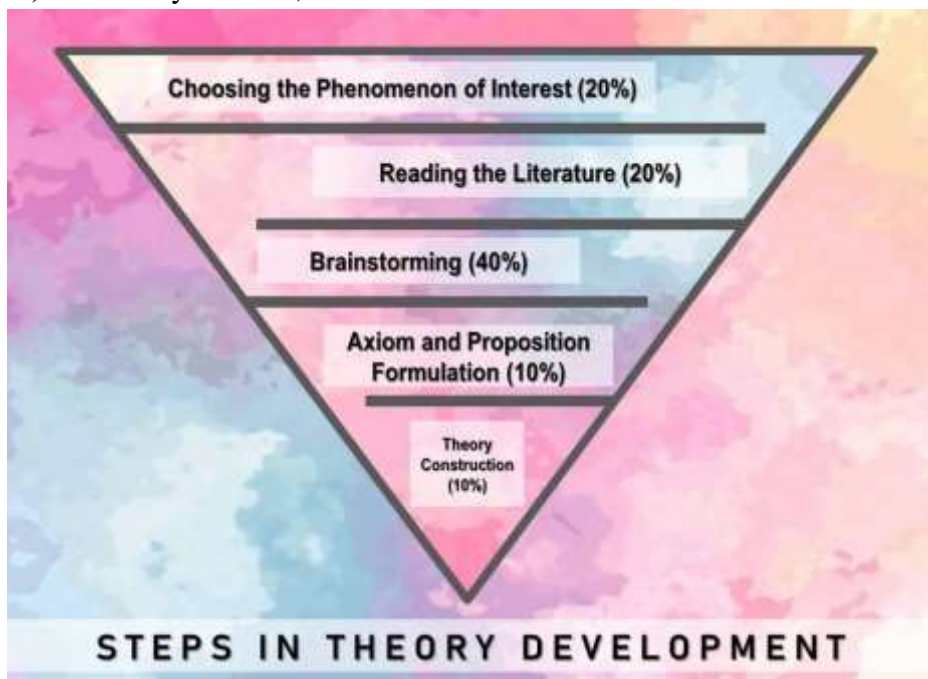 Choosing the Phenomenon of Interest (20%)
Reading the Literature (20%)
Brainstorming (40%)
Axiom and Proposition
Formulation (10%)
Theory
Construction
(10%)
STEPS IN THEORY DEVELOPMENT